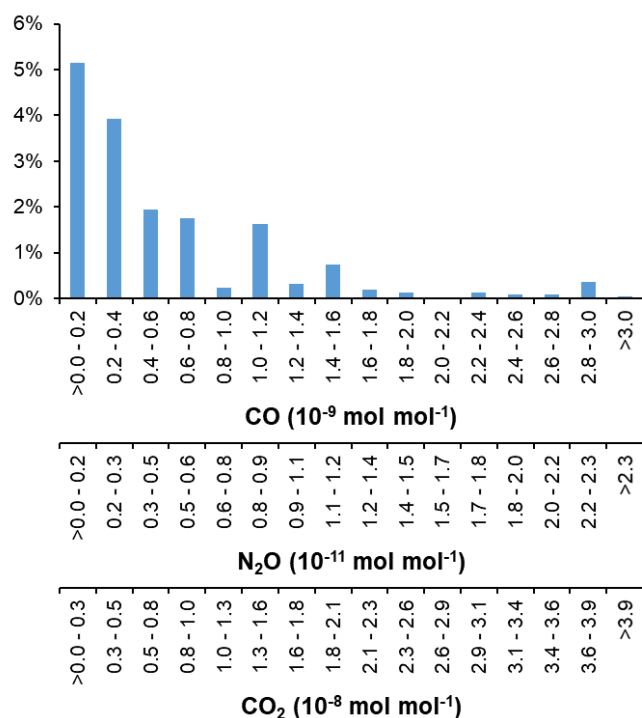 6%
5%
4%
3%
2%
1%
0%
>0.0 - 0.2
0.2 - 0.4
0.4 - 0.6
0.6 - 0.8
0.8 - 1.0
1.0 - 1.2
1.2 - 1.4
1.4 - 1.6
1.6 - 1.8
1.8 - 2.0
2.0 - 2.2
2.2 - 2.4
2.4 - 2.6
2.6 - 2.8
2.8 - 3.0
>3.0
CO (10⁻⁹ mol mol⁻¹)
>0.0 - 0.2
0.2 - 0.3
0.3 - 0.5
0.5 - 0.6
0.6 - 0.8
0.8 - 0.9
0.9 - 1.1
1.1 - 1.2
1.2 - 1.4
1.4 - 1.5
1.5 - 1.7
1.7 - 1.8
1.8 - 2.0
2.0 - 2.2
2.2 - 2.3
>2.3
N₂O (10⁻¹¹ mol mol⁻¹)
>0.0 - 0.3
0.3 - 0.5
0.5 - 0.8
0.8 - 1.0
1.0 - 1.3
1.3 - 1.6
1.6 - 1.8
1.8 - 2.1
2.1 - 2.3
2.3 - 2.6
2.6 - 2.9
2.9 - 3.1
3.1 - 3.4
3.4 - 3.6
3.6 - 3.9
>3.9
CO₂ (10⁻⁸ mol mol⁻¹)